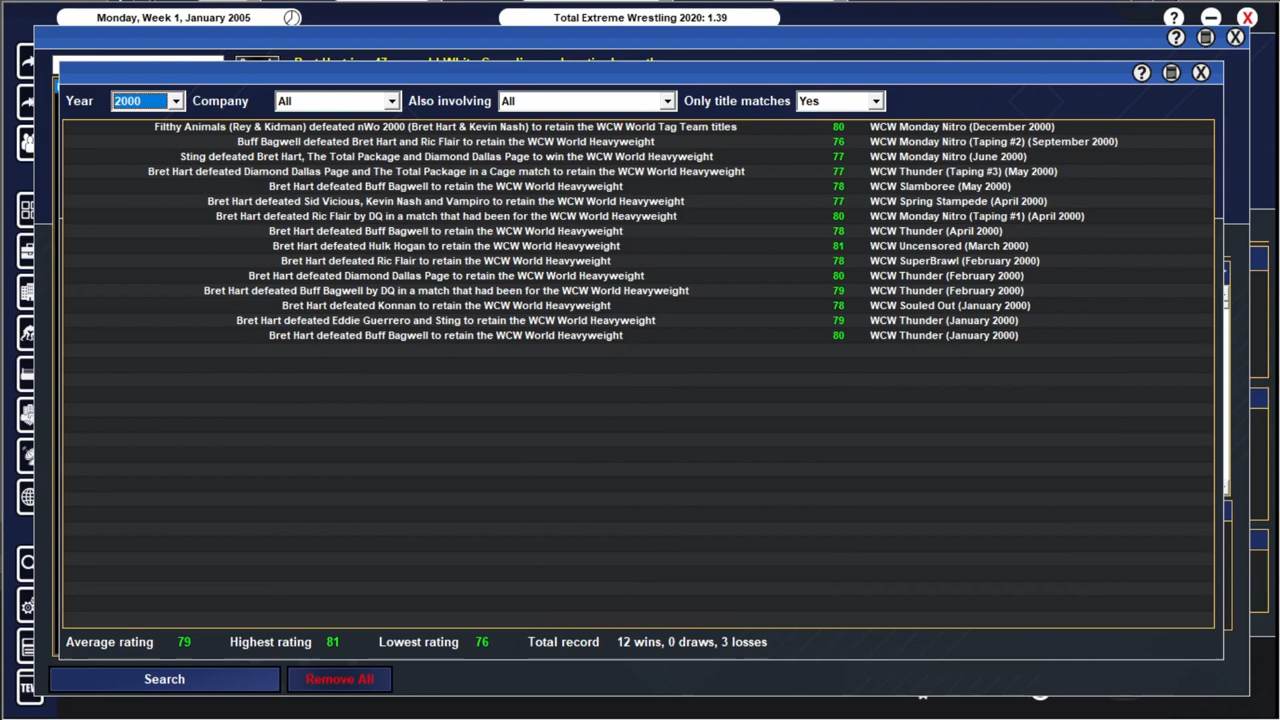 Monday, Week 1, January 2005
Total Extreme Wrestling 2020: 1.39
Year 2000 Company All Also involving All Only title matches Yes
Filthy Animals (Rey & Kidman) defeated nWo 2000 (Bret Hart & Kevin Nash) to retain the WCW World Tag Team titles 80 WCW Monday Nitro (December 2000)
Buff Bagwell defeated Bret Hart and Ric Flair to retain the WCW World Heavyweight 76 WCW Monday Nitro (Taping #2) (September 2000)
Sting defeated Bret Hart, The Total Package and Diamond Dallas Page to win the WCW World Heavyweight 77 WCW Monday Nitro (June 2000)
Bret Hart defeated Diamond Dallas Page and The Total Package in a Cage match to retain the WCW World Heavyweight 77 WCW Thunder (Taping #3) (May 2000)
Bret Hart defeated Buff Bagwell to retain the WCW World Heavyweight 78 WCW Slamboree (May 2000)
Bret Hart defeated Sid Vicious, Kevin Nash and Vampiro to retain the WCW World Heavyweight 77 WCW Spring Stampede (April 2000)
Bret Hart defeated Ric Flair by DQ in a match that had been for the WCW World Heavyweight 80 WCW Monday Nitro (Taping #1) (April 2000)
Bret Hart defeated Buff Bagwell to retain the WCW World Heavyweight 78 WCW Thunder (April 2000)
Bret Hart defeated Hulk Hogan to retain the WCW World Heavyweight 81 WCW Uncensored (March 2000)
Bret Hart defeated Ric Flair to retain the WCW World Heavyweight 78 WCW SuperBrawl (February 2000)
Bret Hart defeated Diamond Dallas Page to retain the WCW World Heavyweight 80 WCW Thunder (February 2000)
Bret Hart defeated Buff Bagwell by DQ in a match that had been for the WCW World Heavyweight 79 WCW Thunder (February 2000)
Bret Hart defeated Konnan to retain the WCW World Heavyweight 78 WCW Souled Out (January 2000)
Bret Hart defeated Eddie Guerrero and Sting to retain the WCW World Heavyweight 79 WCW Thunder (January 2000)
Bret Hart defeated Buff Bagwell to retain the WCW World Heavyweight 80 WCW Thunder (January 2000)
Average rating 79 Highest rating 81 Lowest rating 76 Total record 12 wins, 0 draws, 3 losses
Search Remove All